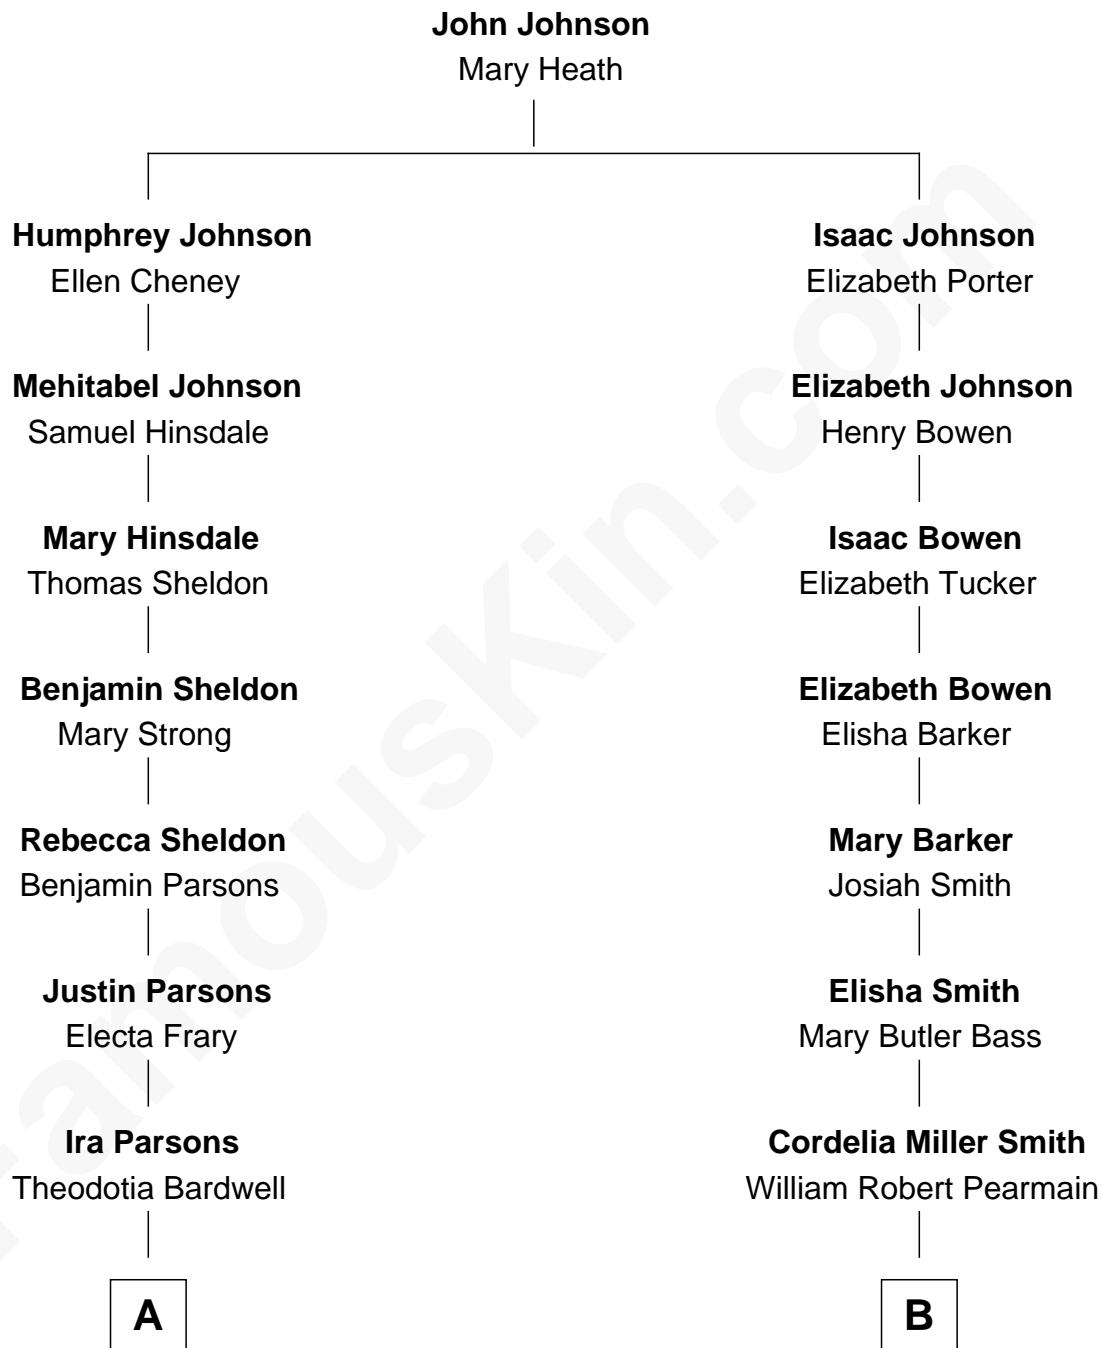 John Johnson
Mary Heath
Humphrey Johnson
Ellen Cheney
Mehitabel Johnson
Samuel Hinsdale
Mary Hinsdale
Thomas Sheldon
Benjamin Sheldon
Mary Strong
Rebecca Sheldon
Benjamin Parsons
Justin Parsons
Electa Frary
Ira Parsons
Theodotia Bardwell
A
Isaac Johnson
Elizabeth Porter
Elizabeth Johnson
Henry Bowen
Isaac Bowen
Elizabeth Tucker
Elizabeth Bowen
Elisha Barker
Mary Barker
Josiah Smith
Elisha Smith
Mary Butler Bass
Cordelia Miller Smith
William Robert Pearmain
B
FamousKin.com